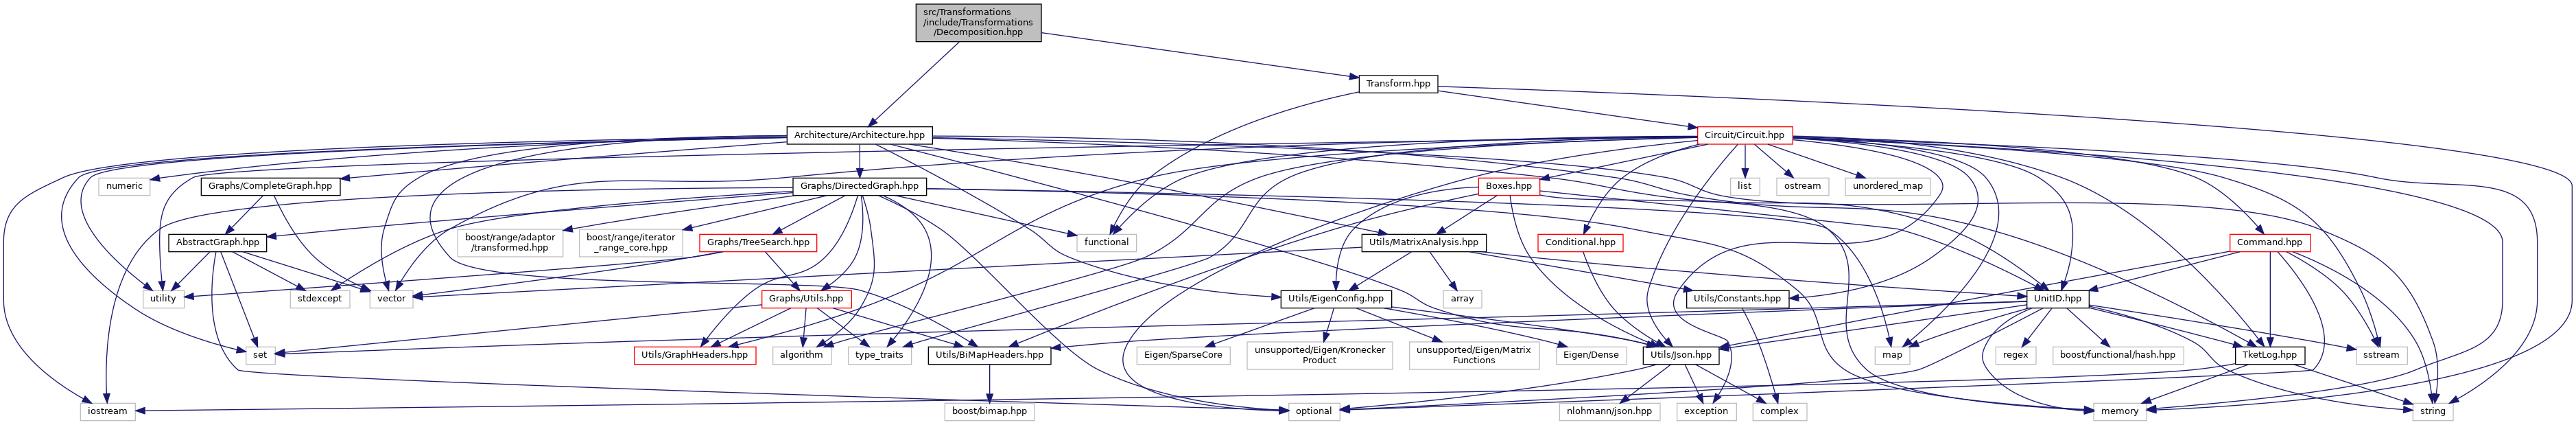 src/Transformations
/include/Transformations
/Decomposition.hpp
Transform.hpp
Architecture/Architecture.hpp
Circuit/Circuit.hpp
numeric
Graphs/CompleteGraph.hpp
Graphs/DirectedGraph.hpp
Boxes.hpp
list
ostream
unordered_map
AbstractGraph.hpp
boost/range/adaptor
/transformed.hpp
boost/range/iterator
_range_core.hpp
Graphs/TreeSearch.hpp
functional
Utils/MatrixAnalysis.hpp
Conditional.hpp
Command.hpp
utility
stdexcept
vector
Graphs/Utils.hpp
Utils/EigenConfig.hpp
array
Utils/Constants.hpp
UnitID.hpp
set
Utils/GraphHeaders.hpp
algorithm
type_traits
Utils/BiMapHeaders.hpp
Eigen/SparseCore
unsupported/Eigen/Kronecker
Product
unsupported/Eigen/Matrix
Functions
Eigen/Dense
Utils/Json.hpp
map
regex
boost/functional/hash.hpp
TketLog.hpp
sstream
iostream
boost/bimap.hpp
optional
nlohmann/json.hpp
exception
complex
memory
string